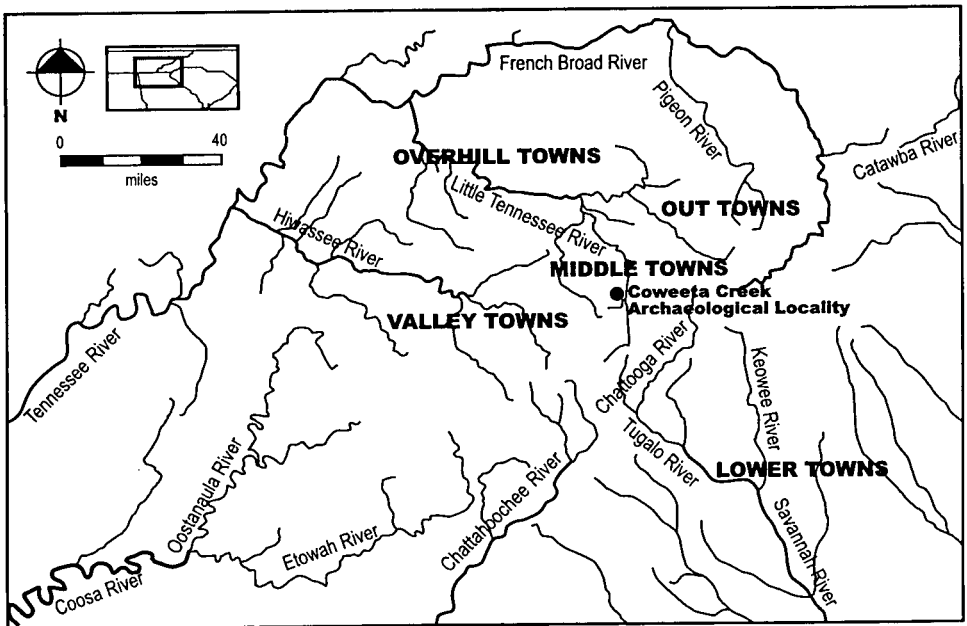 French Broad River
N
Pigeon River
0 40
miles
Catawba River
OVERHILL TOWNS
Little Tennessee River
OUT TOWNS
Hiwassee River
MIDDLE TOWNS
Coweeta Creek
Archaeological Locality
VALLEY TOWNS
Tennessee River
Chattooga River
Keowee River
Tugalo River
LOWER TOWNS
Oostanaula River
Chattahoochee River
Savannah River
Etowah River
Coosa River